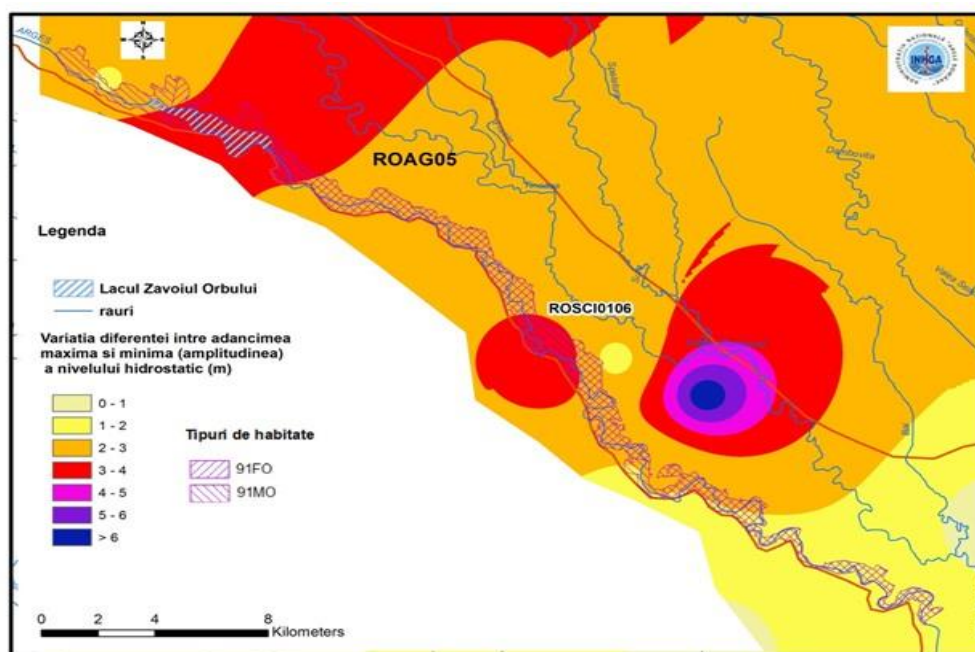 ARGES
ROAG05
Dambovita
ROSCI0106
Legenda
Lacul Zavoiul Orbului
rauri
Variatia diferentei intre adancimea
maxima si minima (amplitudinea)
a nivelului hidrostatic (m)
0 - 1
1 - 2
2 - 3
3 - 4
4 - 5
5 - 6
> 6
Tipuri de habitate
91FO
91MO
0 2 4 8
Kilometers